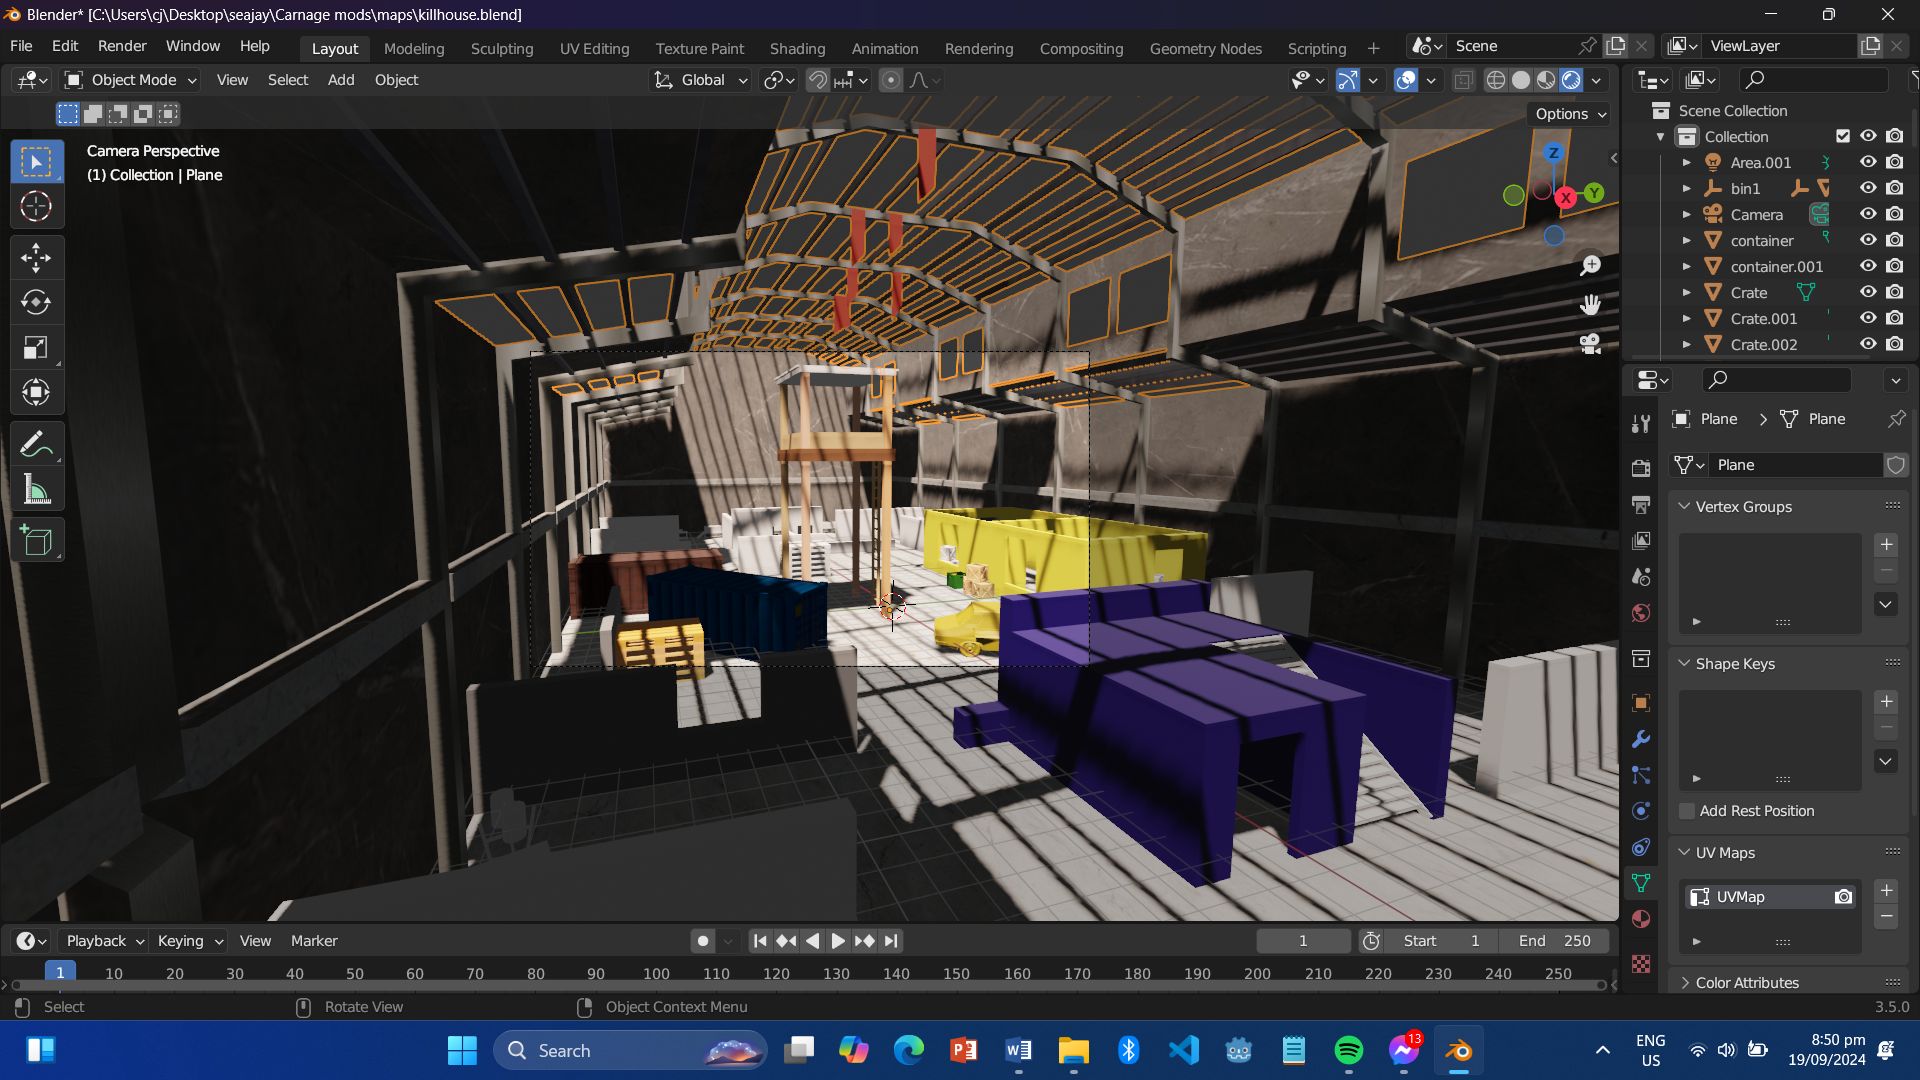 Blender* [C:\Users\cj\Desktop\seajay\Carnage mods\maps\killhouse.blend]
File Edit Render Window Help
Layout Modeling Sculpting UV Editing Texture Paint Shading Animation Rendering Compositing Geometry Nodes Scripting +
Scene
ViewLayer
Object Mode View Select Add Object
Global
Options
Camera Perspective
(1) Collection | Plane
Z
Y
X
Scene Collection
Collection
Area.001
bin1
Camera
container
container.001
Crate
Crate.001
Crate.002
Plane > Plane
Plane
Vertex Groups
Shape Keys
Add Rest Position
UV Maps
UVMap
Color Attributes
Playback Keying View Marker
1
Start 1
End 250
1 10 20 30 40 50 60 70 80 90 100 110 120 130 140 150 160 170 180 190 200 210 220 230 240 250
Select
Rotate View
Object Context Menu
3.5.0
Search
P
W
13
ENG
US
8:50 pm
19/09/2024